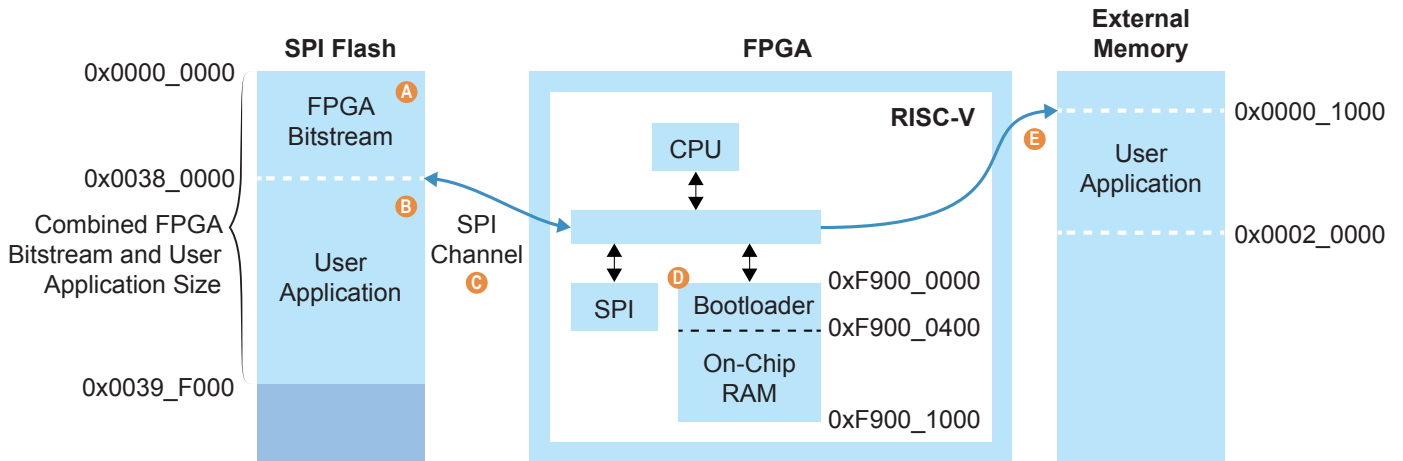 SPI Flash
0x0000_0000
A
FPGA
Bitstream
0x0038_0000
B
Combined FPGA
Bitstream and User
Application Size
User
Application
0x0039_F000
SPI
Channel
C
FPGA
RISC-V
CPU
SPI
D
Bootloader
On-Chip
RAM
0xF900_0000
0xF900_0400
0xF900_1000
E
External
Memory
0x0000_1000
User
Application
0x0002_0000